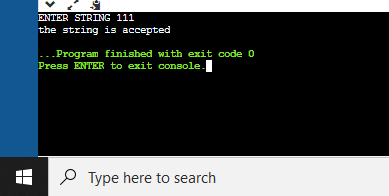 ENTER STRING 111
the string is accepted
...Program finished with exit code 0
Press ENTER to exit console.
Type here to search